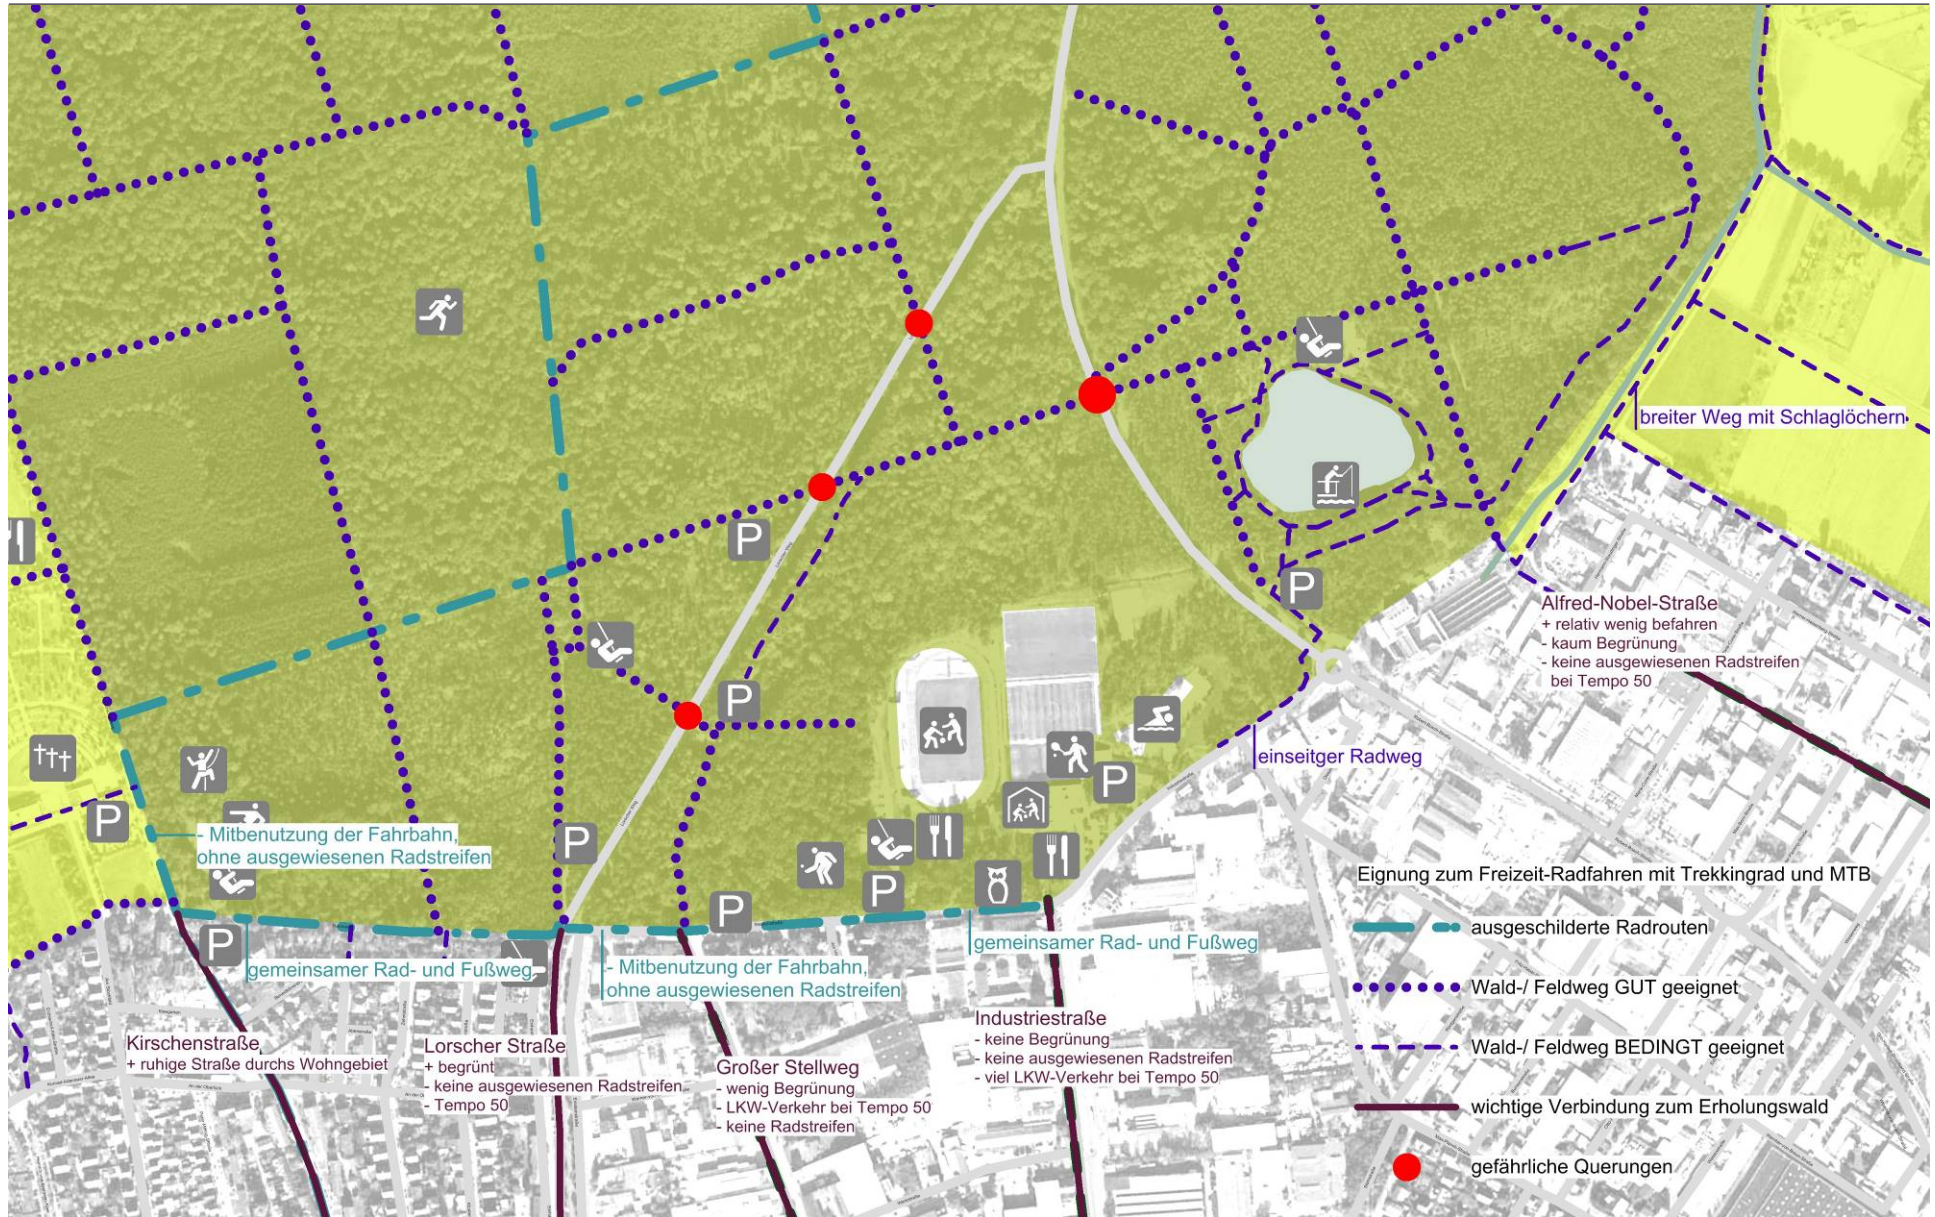 breiter Weg mit Schlaglöchern
Alfred-Nobel-Straße
+ relativ wenig befahren
- kaum Begrünung
- keine ausgewiesenen Radstreifen
bei Tempo 50
einseitger Radweg
P
P
P
P
P
P
P
P
P
- Mitbenutzung der Fahrbahn,
ohne ausgewiesenen Radstreifen
gemeinsamer Rad- und Fußweg
- Mitbenutzung der Fahrbahn,
ohne ausgewiesenen Radstreifen
gemeinsamer Rad- und Fußweg
Kirschenstraße
+ ruhige Straße durchs Wohngebiet
Lorscher Straße
+ begrünt
- keine ausgewiesenen Radstreifen
- Tempo 50
Großer Stellweg
- wenig Begrünung
- LKW-Verkehr bei Tempo 50
- keine Radstreifen
Industriestraße
- keine Begrünung
- keine ausgewiesenen Radstreifen
- viel LKW-Verkehr bei Tempo 50
Eignung zum Freizeit-Radfahren mit Trekkingrad und MTB
ausgeschilderte Radrouten
Wald-/ Feldweg GUT geeignet
Wald-/ Feldweg BEDINGT geeignet
wichtige Verbindung zum Erholungswald
gefährliche Querungen